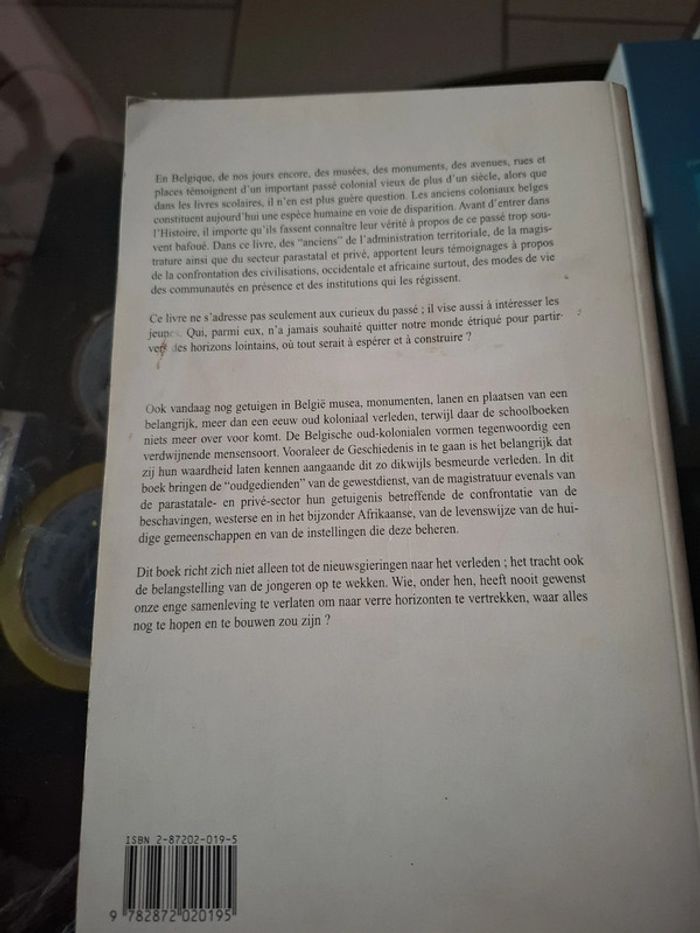 En Belgique, de nos jours encore, des musées, des monuments, des avenues, rues et
places témoignent d'un important passé colonial vieux de plus d'un siècle, alors que
dans les livres scolaires, il n'en est plus guère question. Les anciens coloniaux belges
constituent aujourd'hui une espèce humaine en voie de disparition. Avant d'entrer dans
l'Histoire, il importe qu'ils fassent connaître leur vérité à propos de ce passé trop sou-
vent bafoué. Dans ce livre, des "anciens" de l'administration territoriale, de la magis-
trature ainsi que du secteur parastatal et privé, apportent leurs témoignages à propos
de la confrontation des civilisations, occidentale et africaine surtout, des modes de vie
des communautés en présence et des institutions qui les régissent.
Ce livre ne s'adresse pas seulement aux curieux du passé ; il vise aussi à intéresser les
jeunes. Qui, parmi eux, n'a jamais souhaité quitter notre monde étriqué pour partir
vers des horizons lointains, où tout serait à espérer et à construire ?
Ook vandaag nog getuigen in België musea, monumenten, lanen en plaatsen van een
belangrijk, meer dan een eeuw oud koloniaal verleden, terwijl daar de schoolboeken
niets meer over voor komt. De Belgische oud-kolonialen vormen tegenwoordig een
verdwijnende mensensoort. Vooraleer de Geschiedenis in te gaan is het belangrijk dat
zij hun waardheid laten kennen aangaande dit zo dikwijls besmeurde verleden. In dit
boek bringen de "oudgedienden" van de gewestdienst, van de magistratuur evenals van
de parastatale- en privé-sector hun getuigenis betreffende de confrontatie van de
beschavingen, westerse en in het bijzonder Afrikaanse, van de levenswijze van de hui-
dige gemeenschappen en van de instellingen die deze beheren.
Dit boek richt zich niet alleen tot de nieuwsgieringen naar het verleden ; het tracht ook
de belangstelling van de jongeren op te wekken. Wie, onder hen, heeft nooit gewenst
onze enge samenleving te verlaten om naar verre horizonten te vertrekken, waar alles
nog te hopen en te bouwen zou zijn ?
ISBN 2-87202-019-5
9 782872 020195